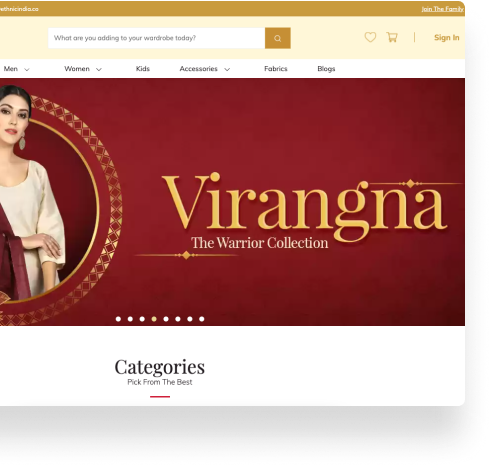 ethnicindia.co Join The Family
What are you adding to your wardrobe today? Sign In
Men Women Kids Accessories Fabrics Blogs
Virangna
The Warrior Collection
Categories
Pick From The Best